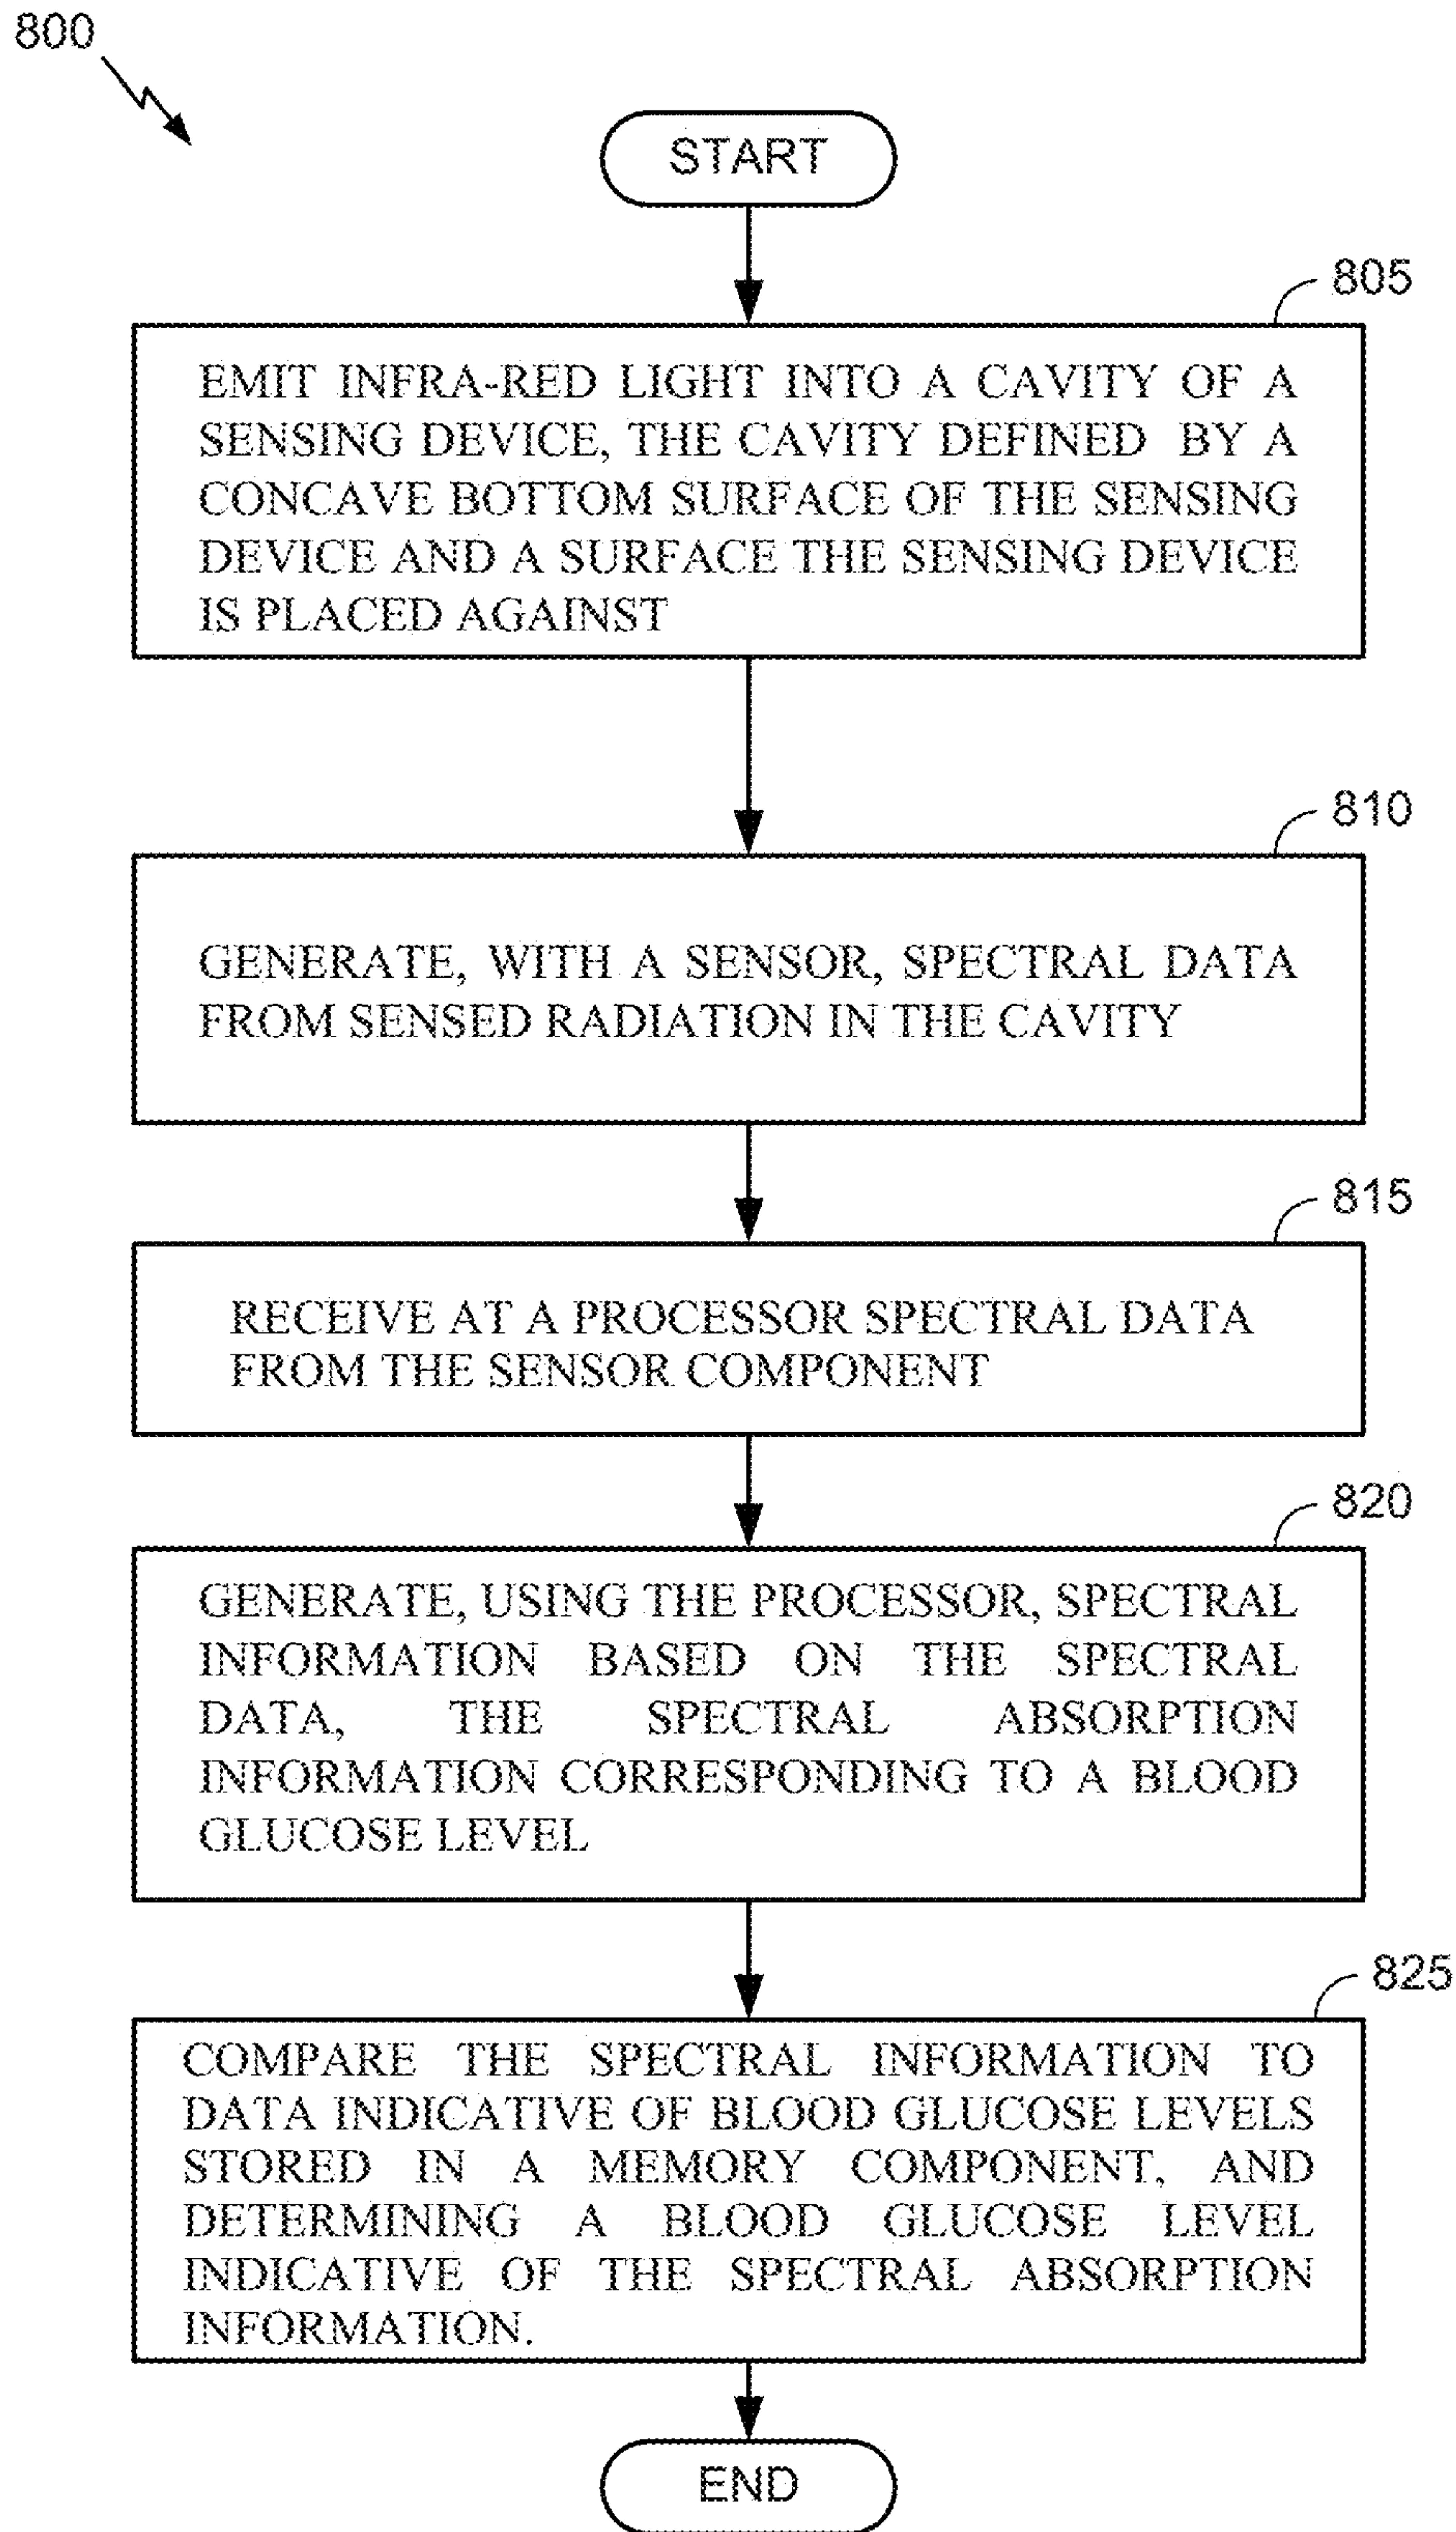 800
START
805
EMIT INFRA-RED LIGHT INTO A CAVITY OF A
SENSING DEVICE, THE CAVITY DEFINED BY A
CONCAVE BOTTOM SURFACE OF THE SENSING
DEVICE AND A SURFACE THE SENSING DEVICE
IS PLACED AGAINST
810
GENERATE, WITH A SENSOR, SPECTRAL DATA
FROM SENSED RADIATION IN THE CAVITY
815
RECEIVE AT A PROCESSOR SPECTRAL DATA
FROM THE SENSOR COMPONENT
820
GENERATE, USING THE PROCESSOR, SPECTRAL
INFORMATION BASED ON THE SPECTRAL
DATA, THE SPECTRAL ABSORPTION
INFORMATION CORRESPONDING TO A BLOOD
GLUCOSE LEVEL
825
COMPARE THE SPECTRAL INFORMATION TO
DATA INDICATIVE OF BLOOD GLUCOSE LEVELS
STORED IN A MEMORY COMPONENT, AND
DETERMINING A BLOOD GLUCOSE LEVEL
INDICATIVE OF THE SPECTRAL ABSORPTION
INFORMATION.
END